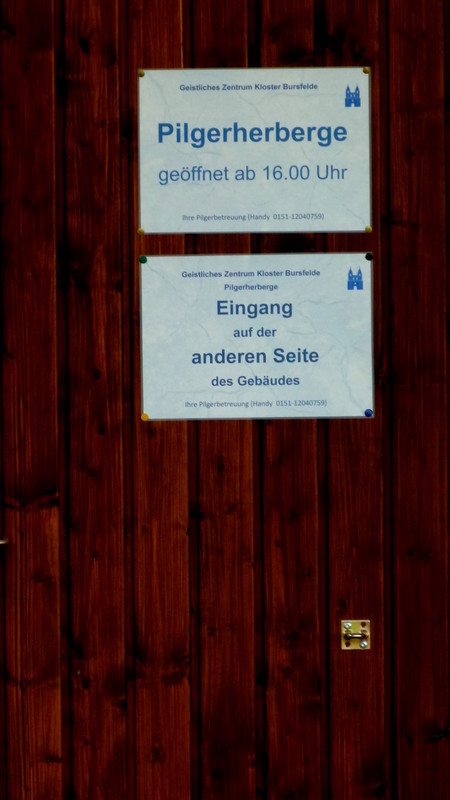 Geistliches Zentrum Kloster Bursfelde
Pilgerherberge
geöffnet ab 16.00 Uhr
Ihre Pilgerbetreuung (Handy 0151-12040759)
Geistliches Zentrum Kloster Bursfelde
Pilgerherberge
Eingang
auf der
anderen Seite
des Gebäudes
Ihre Pilgerbetreuung (Handy 0151-12040759)